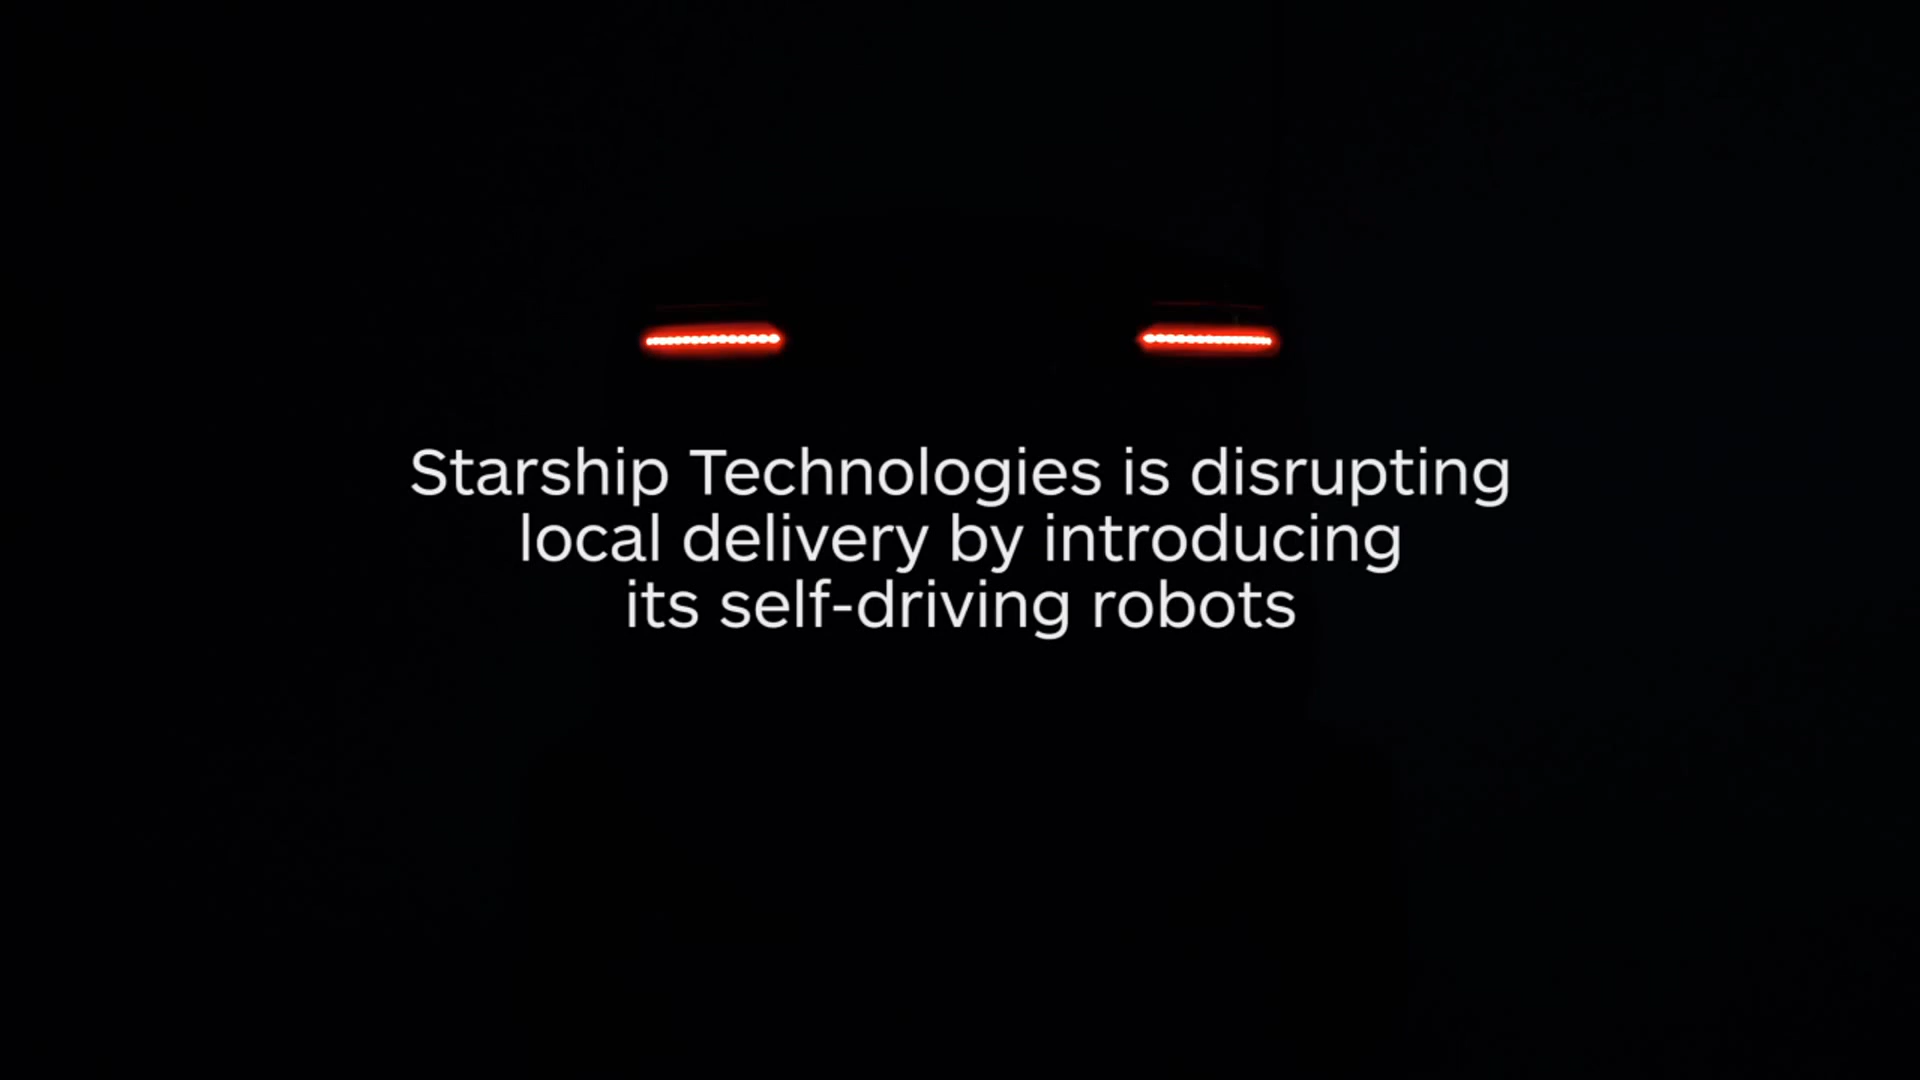 Starship Technologies is disrupting
local delivery by introducing
its self-driving robots